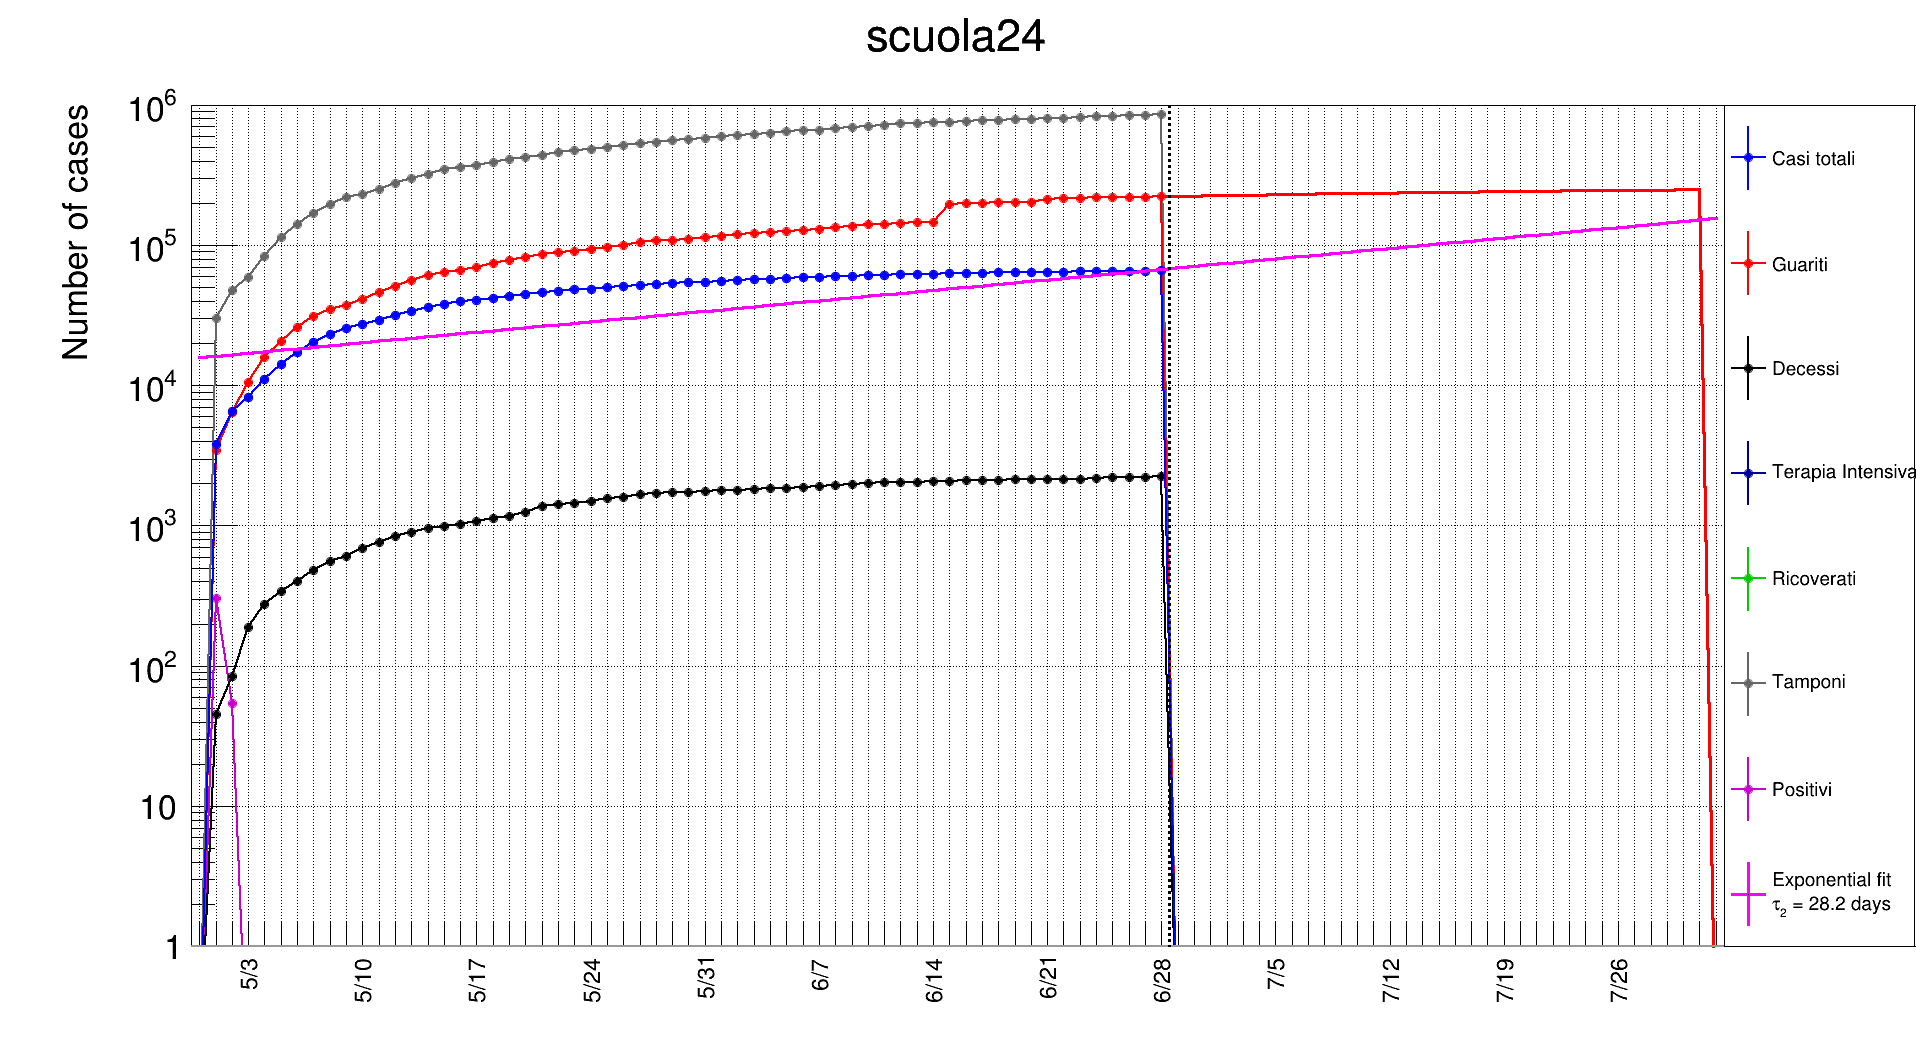 scuola24
Number of cases
10^6
10^5
10^4
10^3
10^2
10
1
5/3
5/10
5/17
5/24
5/31
6/7
6/14
6/21
6/28
7/5
7/12
7/19
7/26
Casi totali
Guariti
Decessi
Terapia Intensiva
Ricoverati
Tamponi
Positivi
Exponential fit
τ₂ = 28.2 days